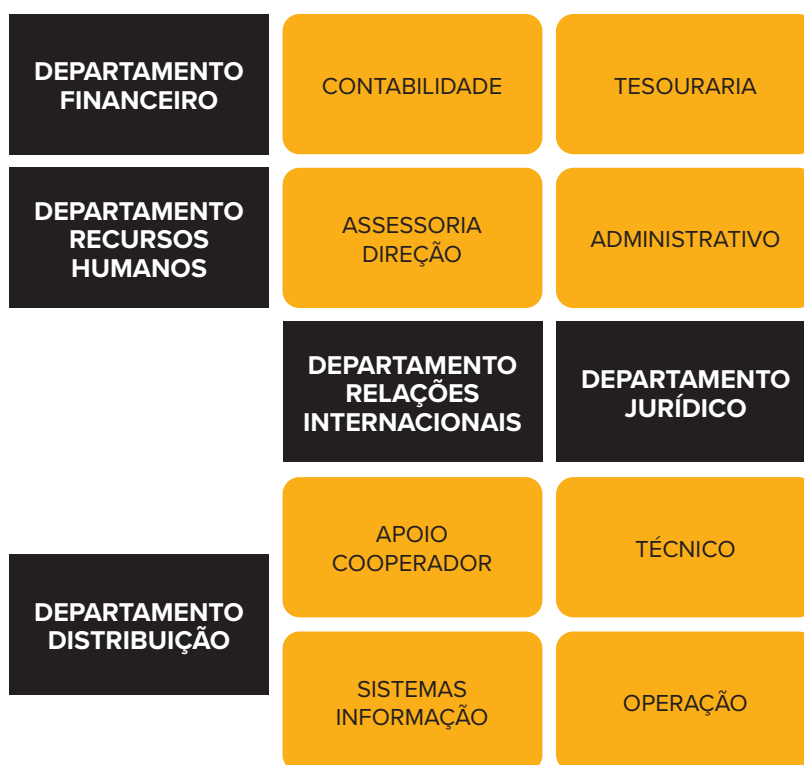 DEPARTAMENTO
FINANCEIRO
CONTABILIDADE
TESOURARIA
DEPARTAMENTO
RECURSOS
HUMANOS
ASSESSORIA
DIREÇÃO
ADMINISTRATIVO
DEPARTAMENTO
RELAÇÕES
INTERNACIONAIS
DEPARTAMENTO
JURÍDICO
DEPARTAMENTO
DISTRIBUIÇÃO
APOIO
COOPERADOR
TÉCNICO
SISTEMAS
INFORMAÇÃO
OPERAÇÃO